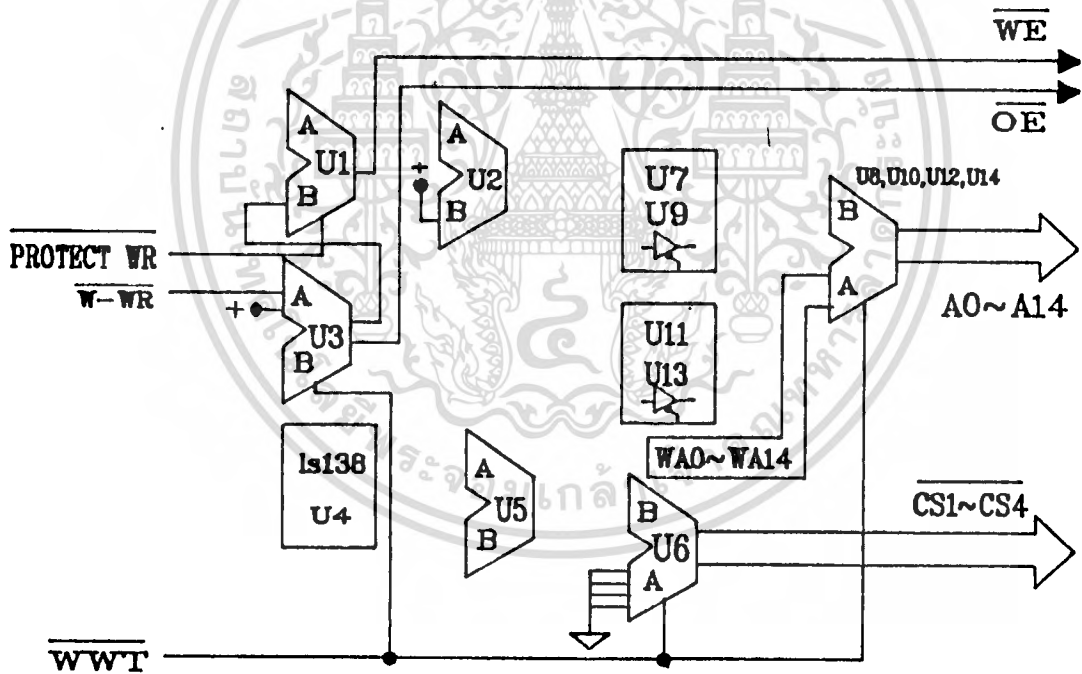 WE
OE
A
U1
B
A
+
U2
B
U7
U9
U8,U10,U12,U14
B
A
A0~A14
PROTECT WR
W-WR
+
A
U3
B
U11
U13
ls138
U4
A
U5
B
WA0~WA14
B
U6
A
CS1~CS4
WWT